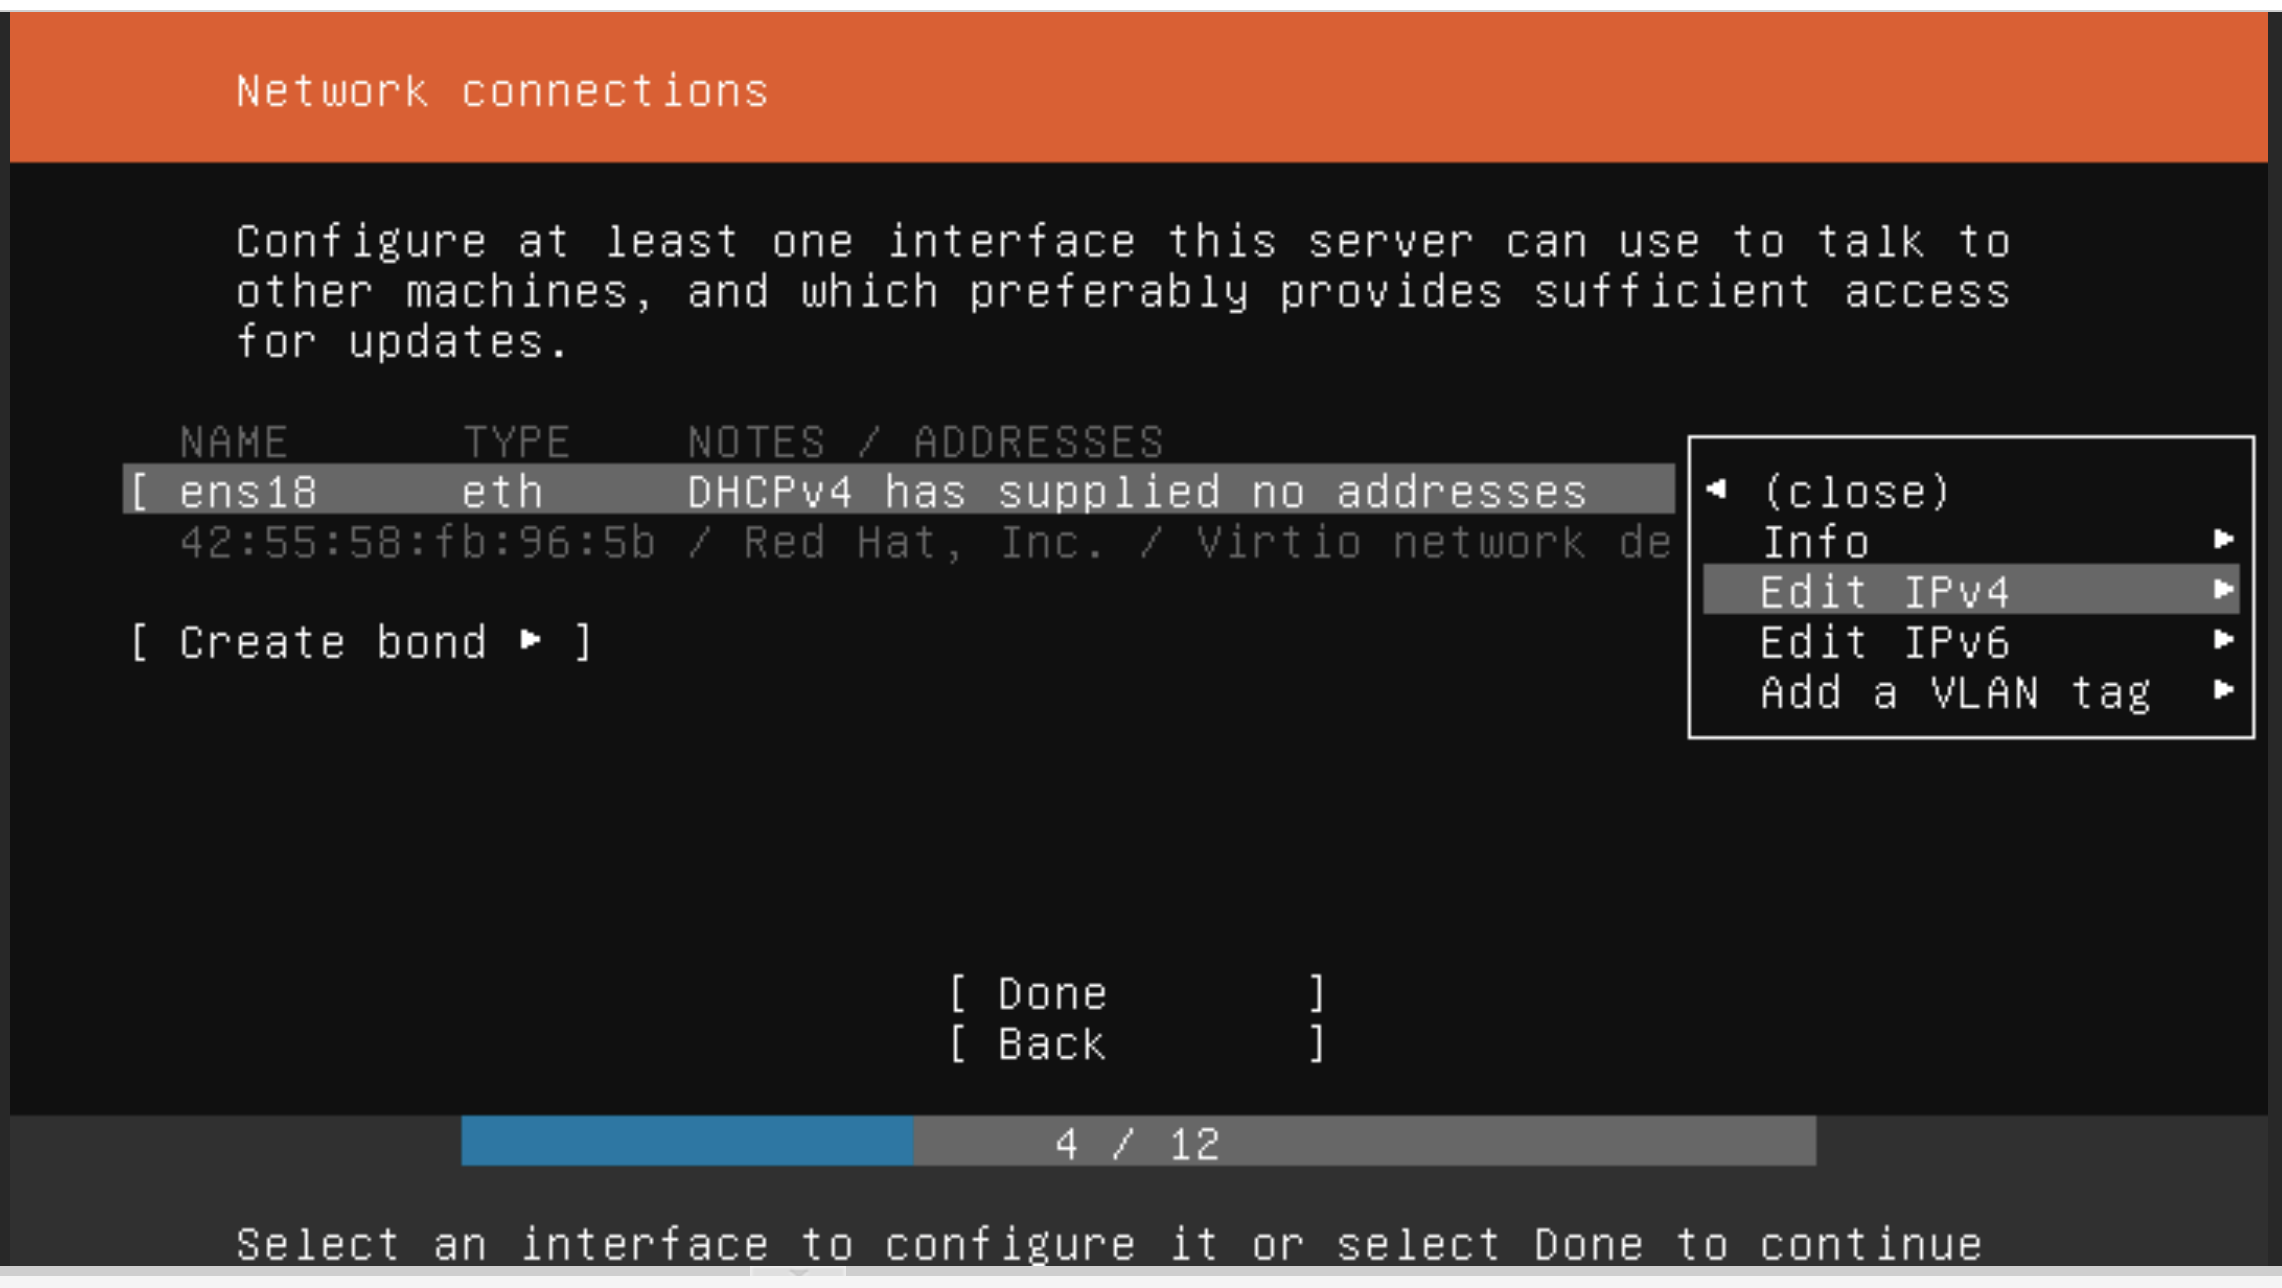 Network connections
Configure at least one interface this server can use to talk to
other machines, and which preferably provides sufficient access
for updates.
NAME TYPE NOTES / ADDRESSES
[ ens18 eth DHCPv4 has supplied no addresses
42:55:58:fb:96:5b / Red Hat, Inc. / Virtio network de
◂ (close)
Info ▸
Edit IPv4 ▸
Edit IPv6 ▸
Add a VLAN tag ▸
[ Create bond ▸ ]
[ Done ]
[ Back ]
4 / 12
Select an interface to configure it or select Done to continue